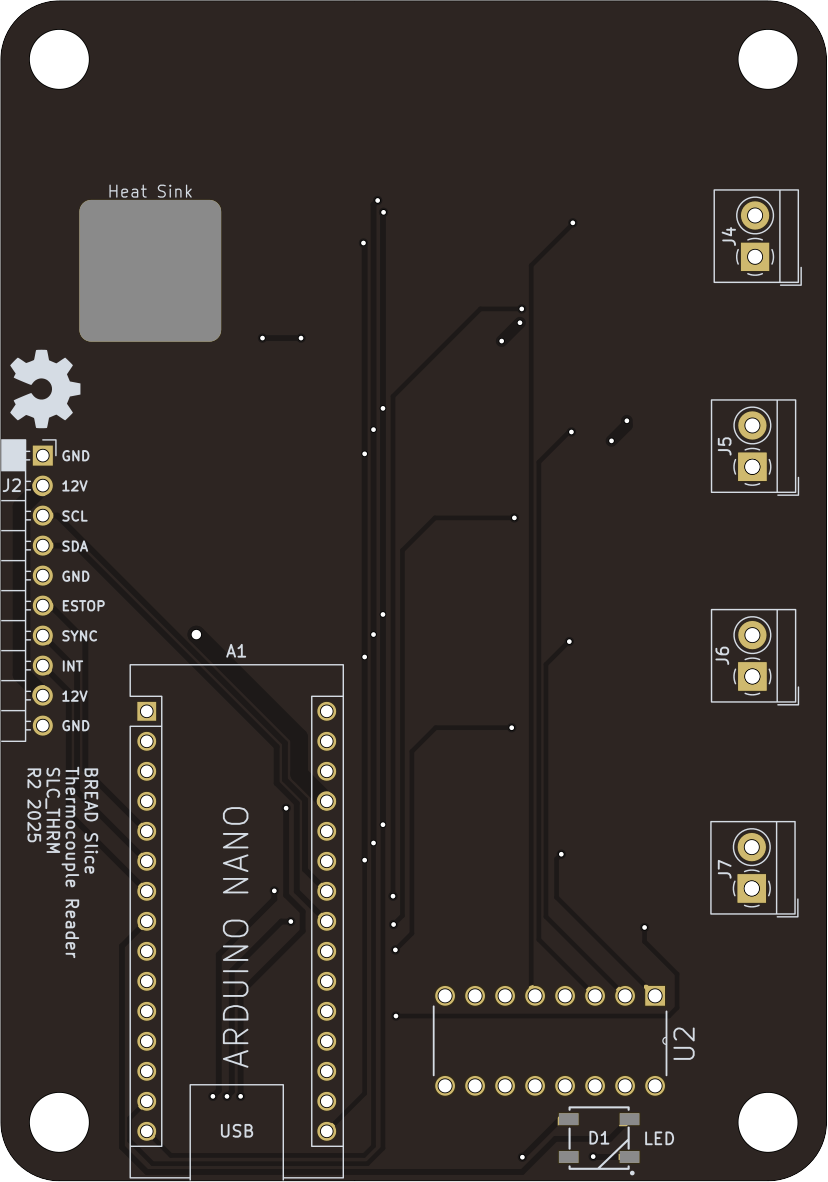 Heat Sink
J4
J5
J2
GND
12V
SCL
SDA
GND
ESTOP
SYNC
INT
12V
GND
J6
A1
BREAD Slice
Thermocouple Reader
SLC_THRM
R2 2025
ARDUINO NANO
J7
U2
USB
D1
LED